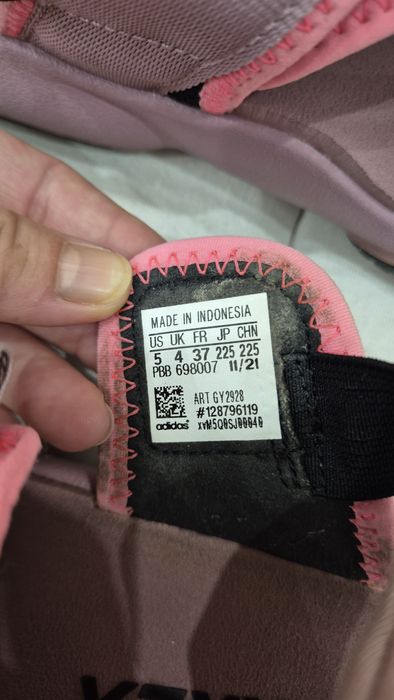 MADE IN INDONESIA
US UK FR JP CHN
5 4 37 225 225
PBB 698007 11/21
ART GY2928
#128796119
adidas xvM5Q0SJ00040